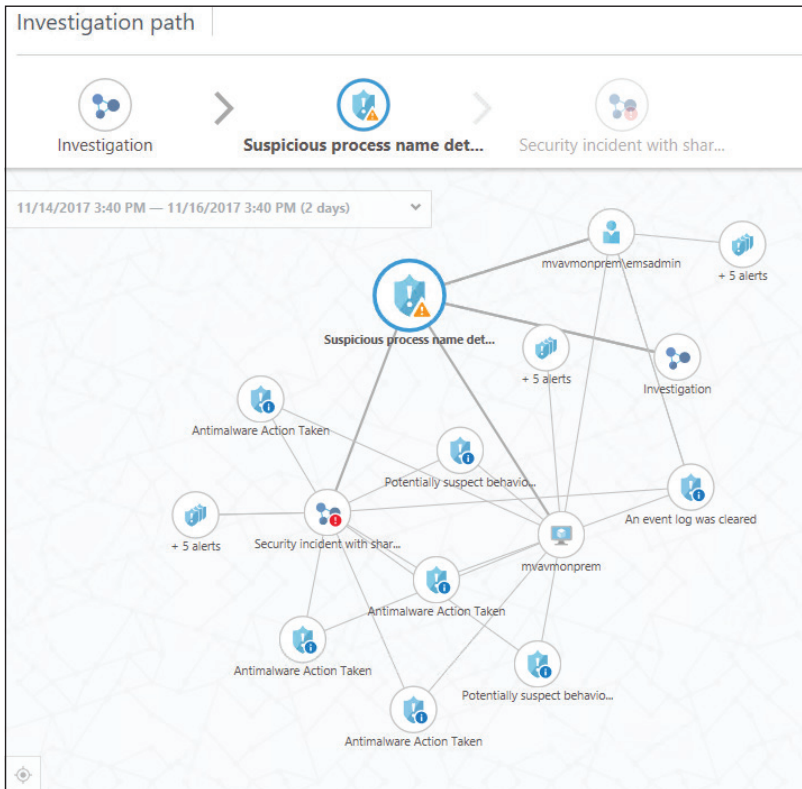 Investigation path
Investigation
Suspicious process name det...
Security incident with shar...
11/14/2017 3:40 PM — 11/16/2017 3:40 PM (2 days)
mvavmonprem\emsadmin
+ 5 alerts
Suspicious process name det...
+ 5 alerts
Investigation
Antimalware Action Taken
Potentially suspect behavio...
An event log was cleared
+ 5 alerts
Security incident with shar...
mvavmonprem
Antimalware Action Taken
Antimalware Action Taken
Potentially suspect behavio...
Antimalware Action Taken